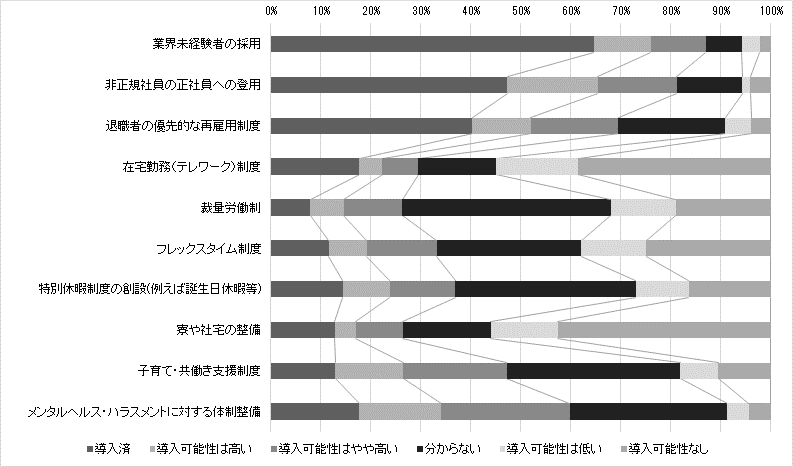 0% 10% 20% 30% 40% 50% 60% 70% 80% 90% 100%
業界未経験者の採用
非正規社員の正社員への登用
退職者の優先的な再雇用制度
在宅勤務(テレワーク)制度
裁量労働制
フレックスタイム制度
特別休暇制度の創設(例えば誕生日休暇等)
寮や社宅の整備
子育て・共働き支援制度
メンタルヘルス・ハラスメントに対する体制整備
導入済 導入可能性は高い 導入可能性はやや高い 分からない 導入可能性は低い 導入可能性なし